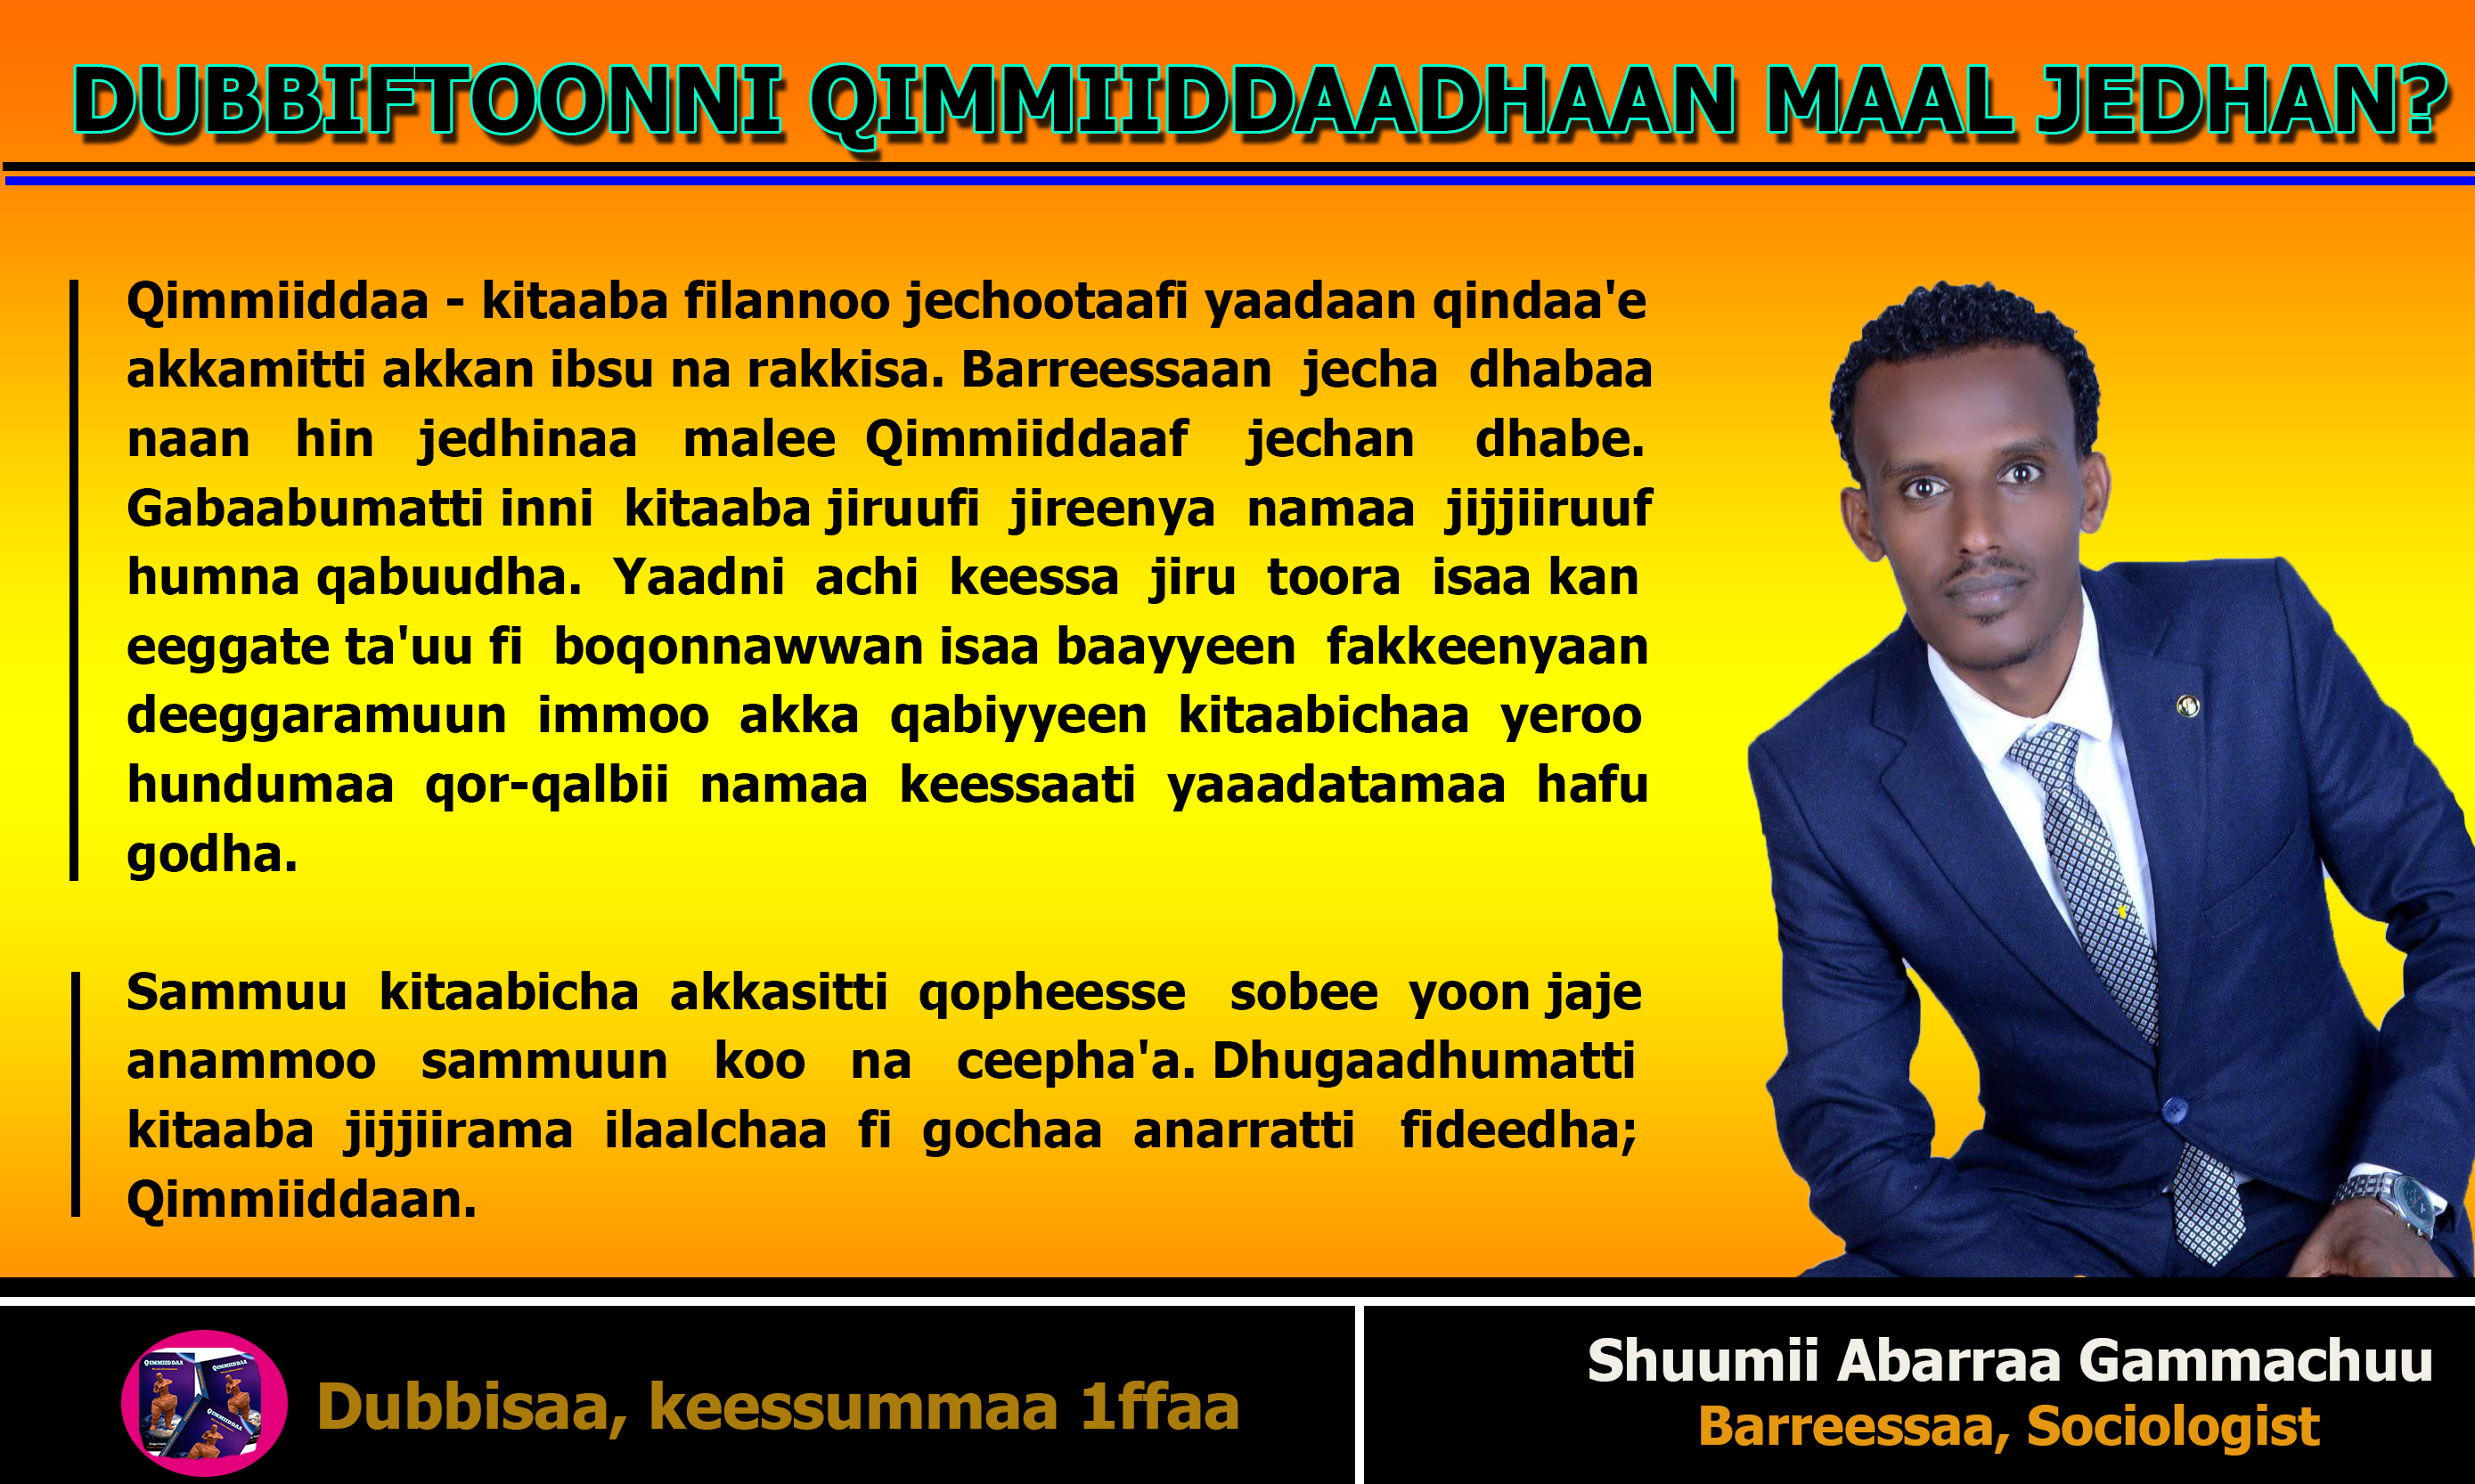 DUBBIFTOONNI QIMMIIDDAADHAAN MAAL JEDHAN?
Qimmiiddaa - kitaaba filannoo jechootaafi yaadaan qindaa'e
akkamitti akkan ibsu na rakkisa. Barreessaan jecha dhabaa
naan hin jedhinaa malee Qimmiiddaaf jechan dhabe.
Gabaabumatti inni kitaaba jiruufi jireenya namaa jijjiiruuf
humna qabuudha. Yaadni achi keessa jiru toora isaa kan
eeggate ta'uu fi boqonnawwan isaa baayyeen fakkeenyaan
deeggaramuun immoo akka qabiyyeen kitaabichaa yeroo
hundumaa qor-qalbii namaa keessaati yaaadatamaa hafu
godha.
Sammuu kitaabicha akkasitti qopheesse sobee yoon jaje
anammoo sammuun koo na ceepha'a. Dhugaadhumatti
kitaaba jijjiirama ilaalchaa fi gochaa anarratti fideedha;
Qimmiiddaan.
QIMMIIDDAA
QIMMIIDDAA
QIMMIIDDAA
Dubbisaa, keessummaa 1ffaa
Shuumii Abarraa Gammachuu
Barreessaa, Sociologist